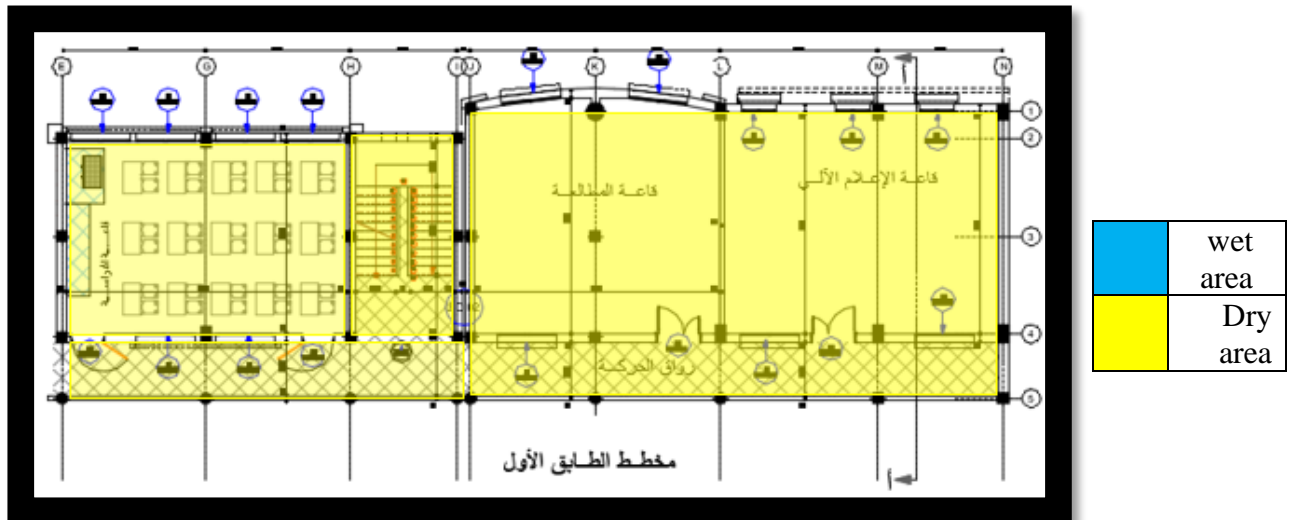 E G H I J K L M N
أ
1
2
قاعة المطالعة
قاعة الإعلام الآلي
3
4
رواق الحركة
5
مخطط الطابق الأول
أ
wet
area
Dry
area